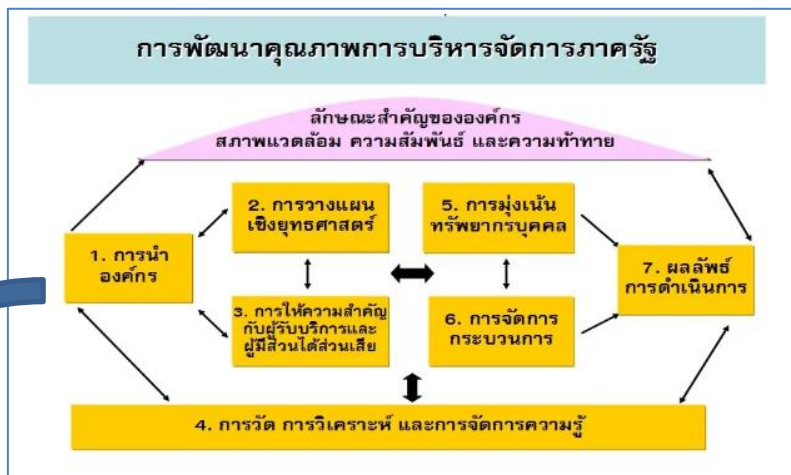 การพัฒนาคุณภาพการบริหารจัดการภาครัฐ
ลักษณะสำคัญขององค์กร
สภาพแวดล้อม ความสัมพันธ์ และความท้าทาย
2. การวางแผน
เชิงยุทธศาสตร์
5. การมุ่งเน้น
ทรัพยากรบุคคล
1. การนำ
องค์กร
7. ผลลัพธ์
การดำเนินการ
3. การให้ความสำคัญ
กับผู้รับบริการและ
ผู้มีส่วนได้ส่วนเสีย
6. การจัดการ
กระบวนการ
4. การวัด การวิเคราะห์ และการจัดการความรู้